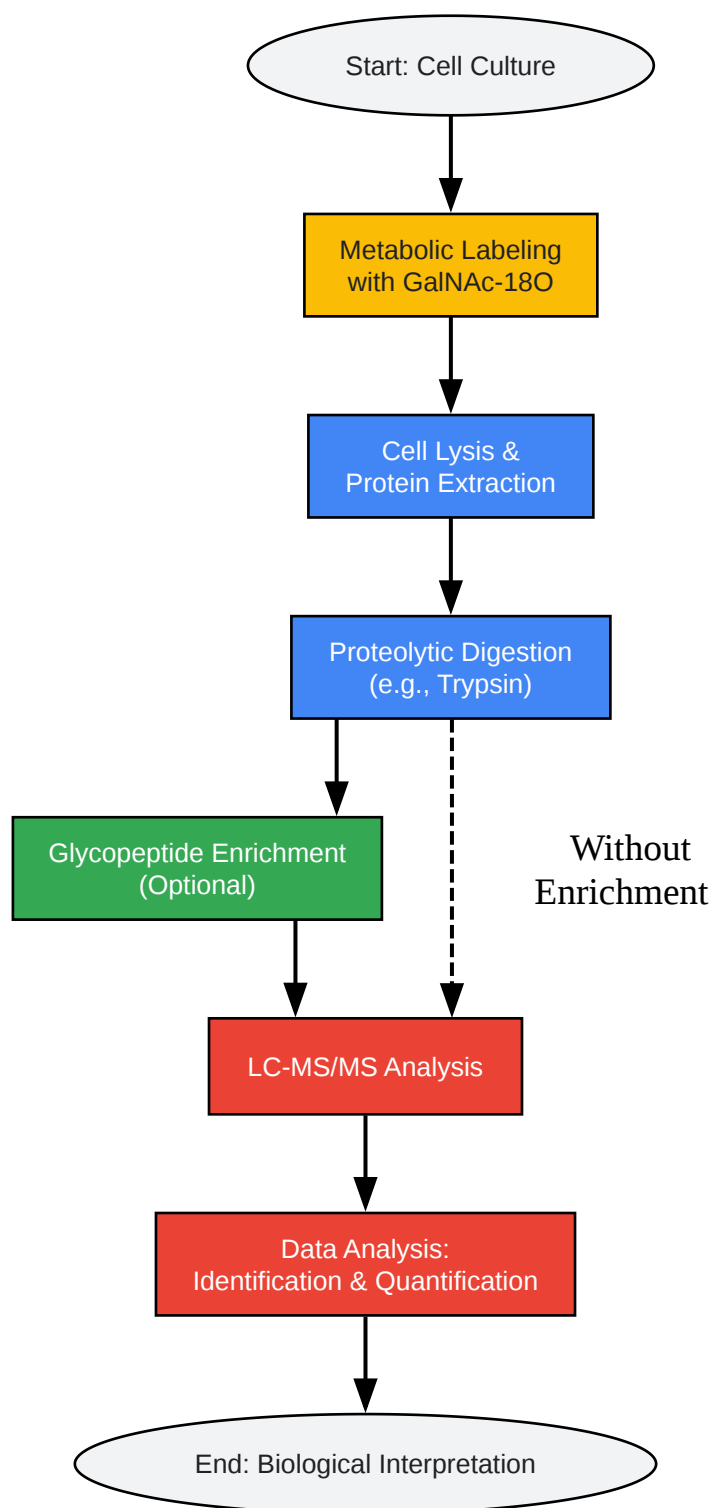 Start: Cell Culture
Metabolic Labeling
with GalNAc-18O
Cell Lysis &
Protein Extraction
Proteolytic Digestion
(e.g., Trypsin)
Glycopeptide Enrichment
(Optional)
Without
Enrichment
LC-MS/MS Analysis
Data Analysis:
Identification & Quantification
End: Biological Interpretation